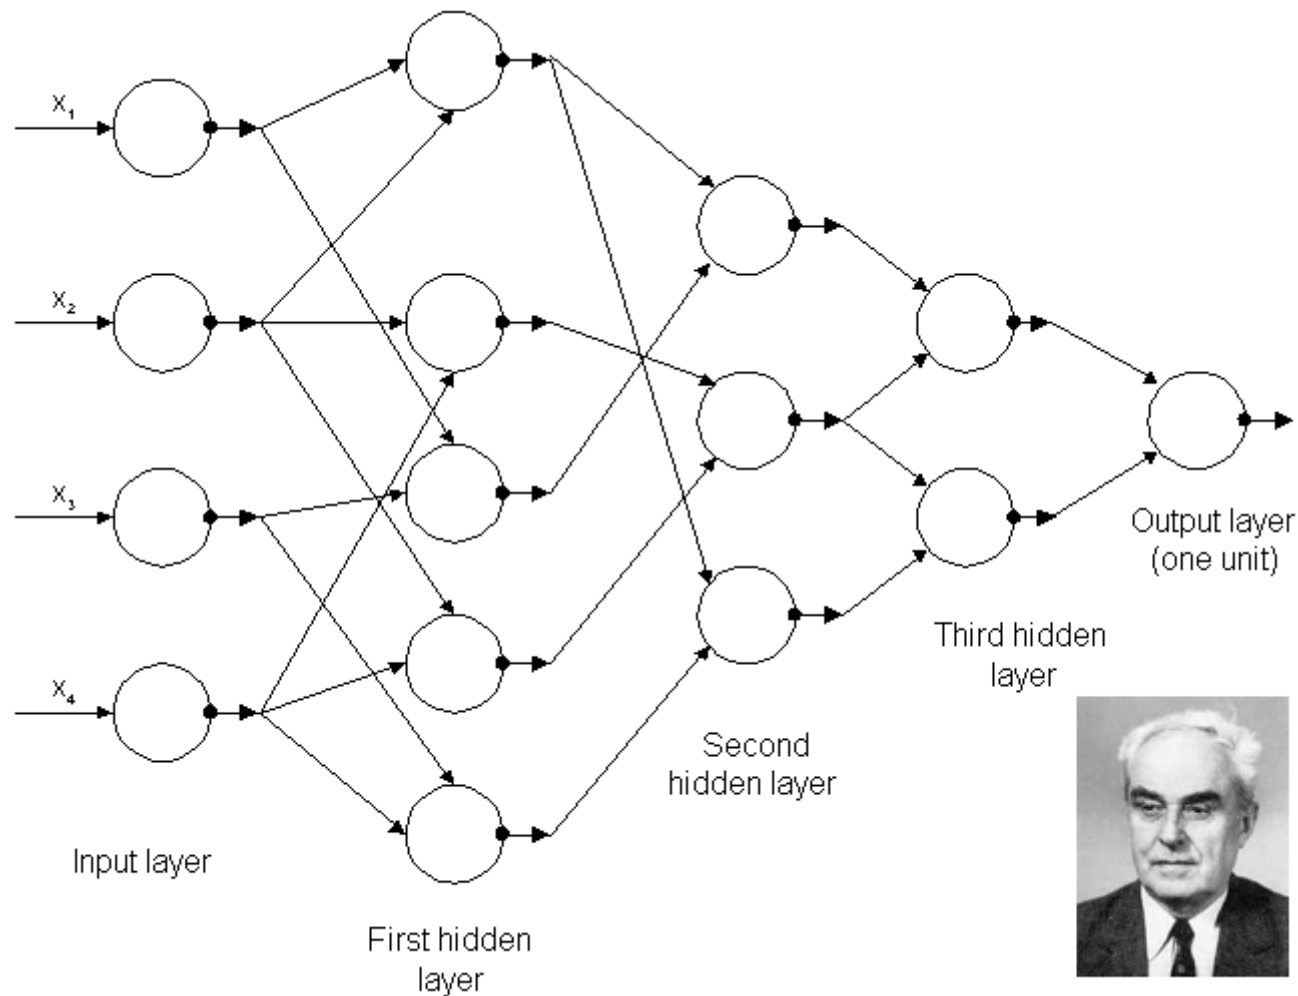 X1
X2
X3
X4
Input layer
First hidden
layer
Second
hidden layer
Third hidden
layer
Output layer
(one unit)